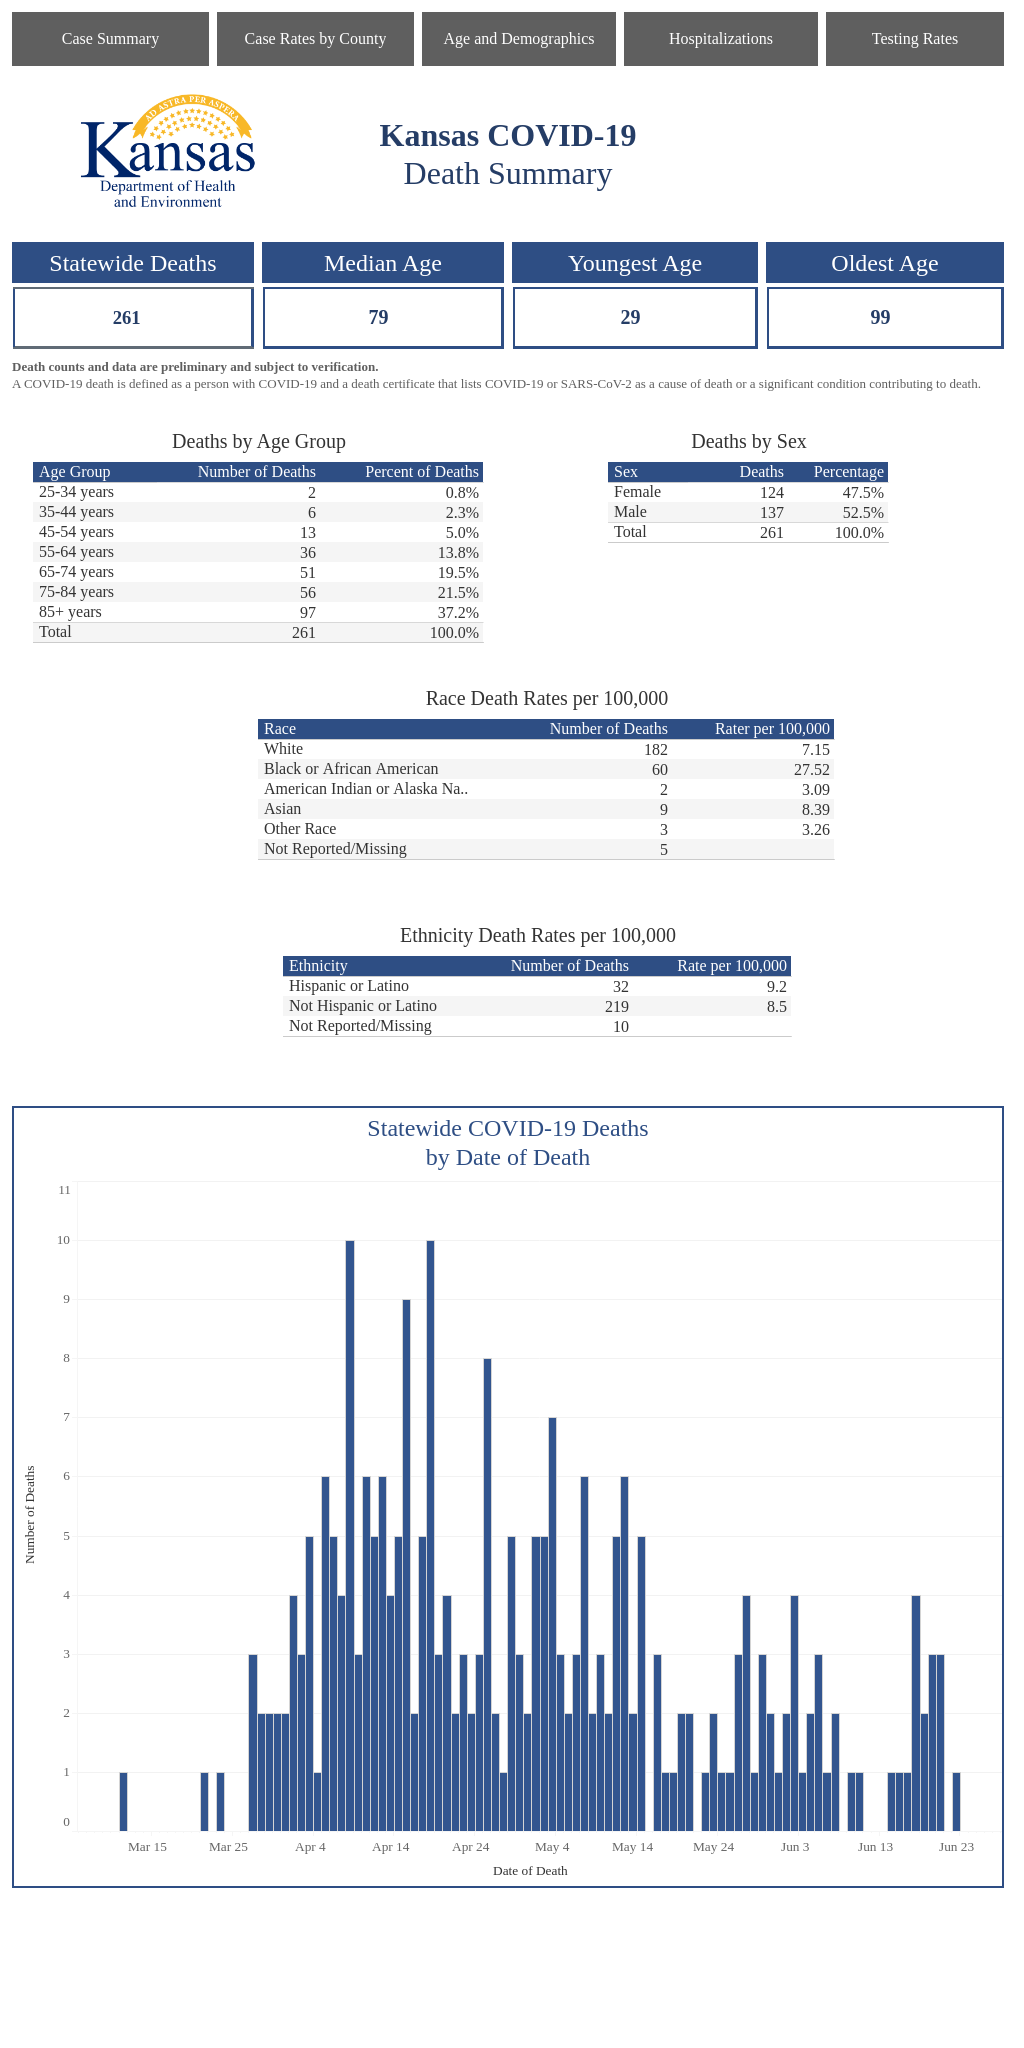 Case Summary
Case Rates by County
Age and Demographics
Hospitalizations
Testing Rates
AD ASTRA PER ASPERA
Kansas
Department of Health
and Environment
Kansas COVID-19
Death Summary
Statewide Deaths
Median Age
Youngest Age
Oldest Age
261
79
29
99
Death counts and data are preliminary and subject to verification.
A COVID-19 death is defined as a person with COVID-19 and a death certificate that lists COVID-19 or SARS-CoV-2 as a cause of death or a significant condition contributing to death.
Deaths by Age Group
Age Group Number of Deaths Percent of Deaths
25-34 years 2 0.8%
35-44 years 6 2.3%
45-54 years 13 5.0%
55-64 years 36 13.8%
65-74 years 51 19.5%
75-84 years 56 21.5%
85+ years 97 37.2%
Total 261 100.0%
Deaths by Sex
Sex Deaths Percentage
Female 124 47.5%
Male 137 52.5%
Total 261 100.0%
Race Death Rates per 100,000
Race Number of Deaths Rater per 100,000
White 182 7.15
Black or African American 60 27.52
American Indian or Alaska Na.. 2 3.09
Asian 9 8.39
Other Race 3 3.26
Not Reported/Missing 5
Ethnicity Death Rates per 100,000
Ethnicity Number of Deaths Rate per 100,000
Hispanic or Latino 32 9.2
Not Hispanic or Latino 219 8.5
Not Reported/Missing 10
Statewide COVID-19 Deaths
by Date of Death
11
10
9
8
7
6
5
4
3
2
1
0
Number of Deaths
Mar 15 Mar 25 Apr 4 Apr 14 Apr 24 May 4 May 14 May 24 Jun 3 Jun 13 Jun 23
Date of Death